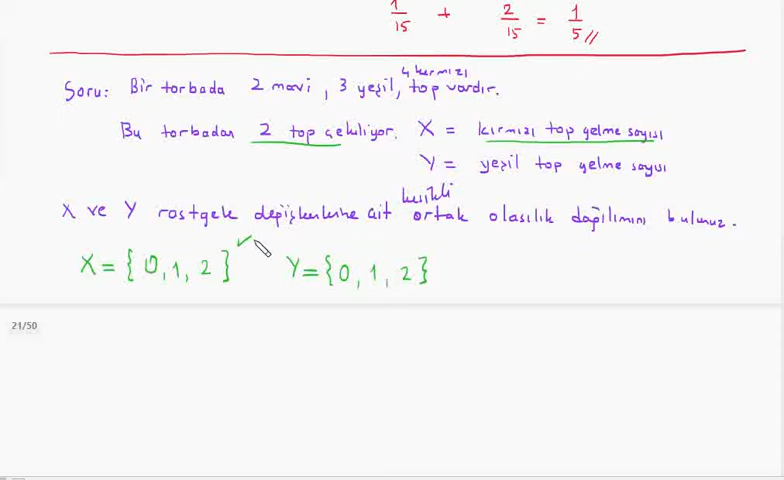 1/15 + 2/15 = 1/5 //
Soru: Bir torbada 2 mavi, 3 yeşil, 4 kırmızı top vardır.
Bu torbadan 2 top çekiliyor. X = kırmızı top gelme sayısı
Y = yeşil top gelme sayısı
X ve Y rastgele değişkenlerine ait kesikli ortak olasılık dağılımını bulunuz.
X = {0, 1, 2} ✓ Y = {0, 1, 2}
21/50